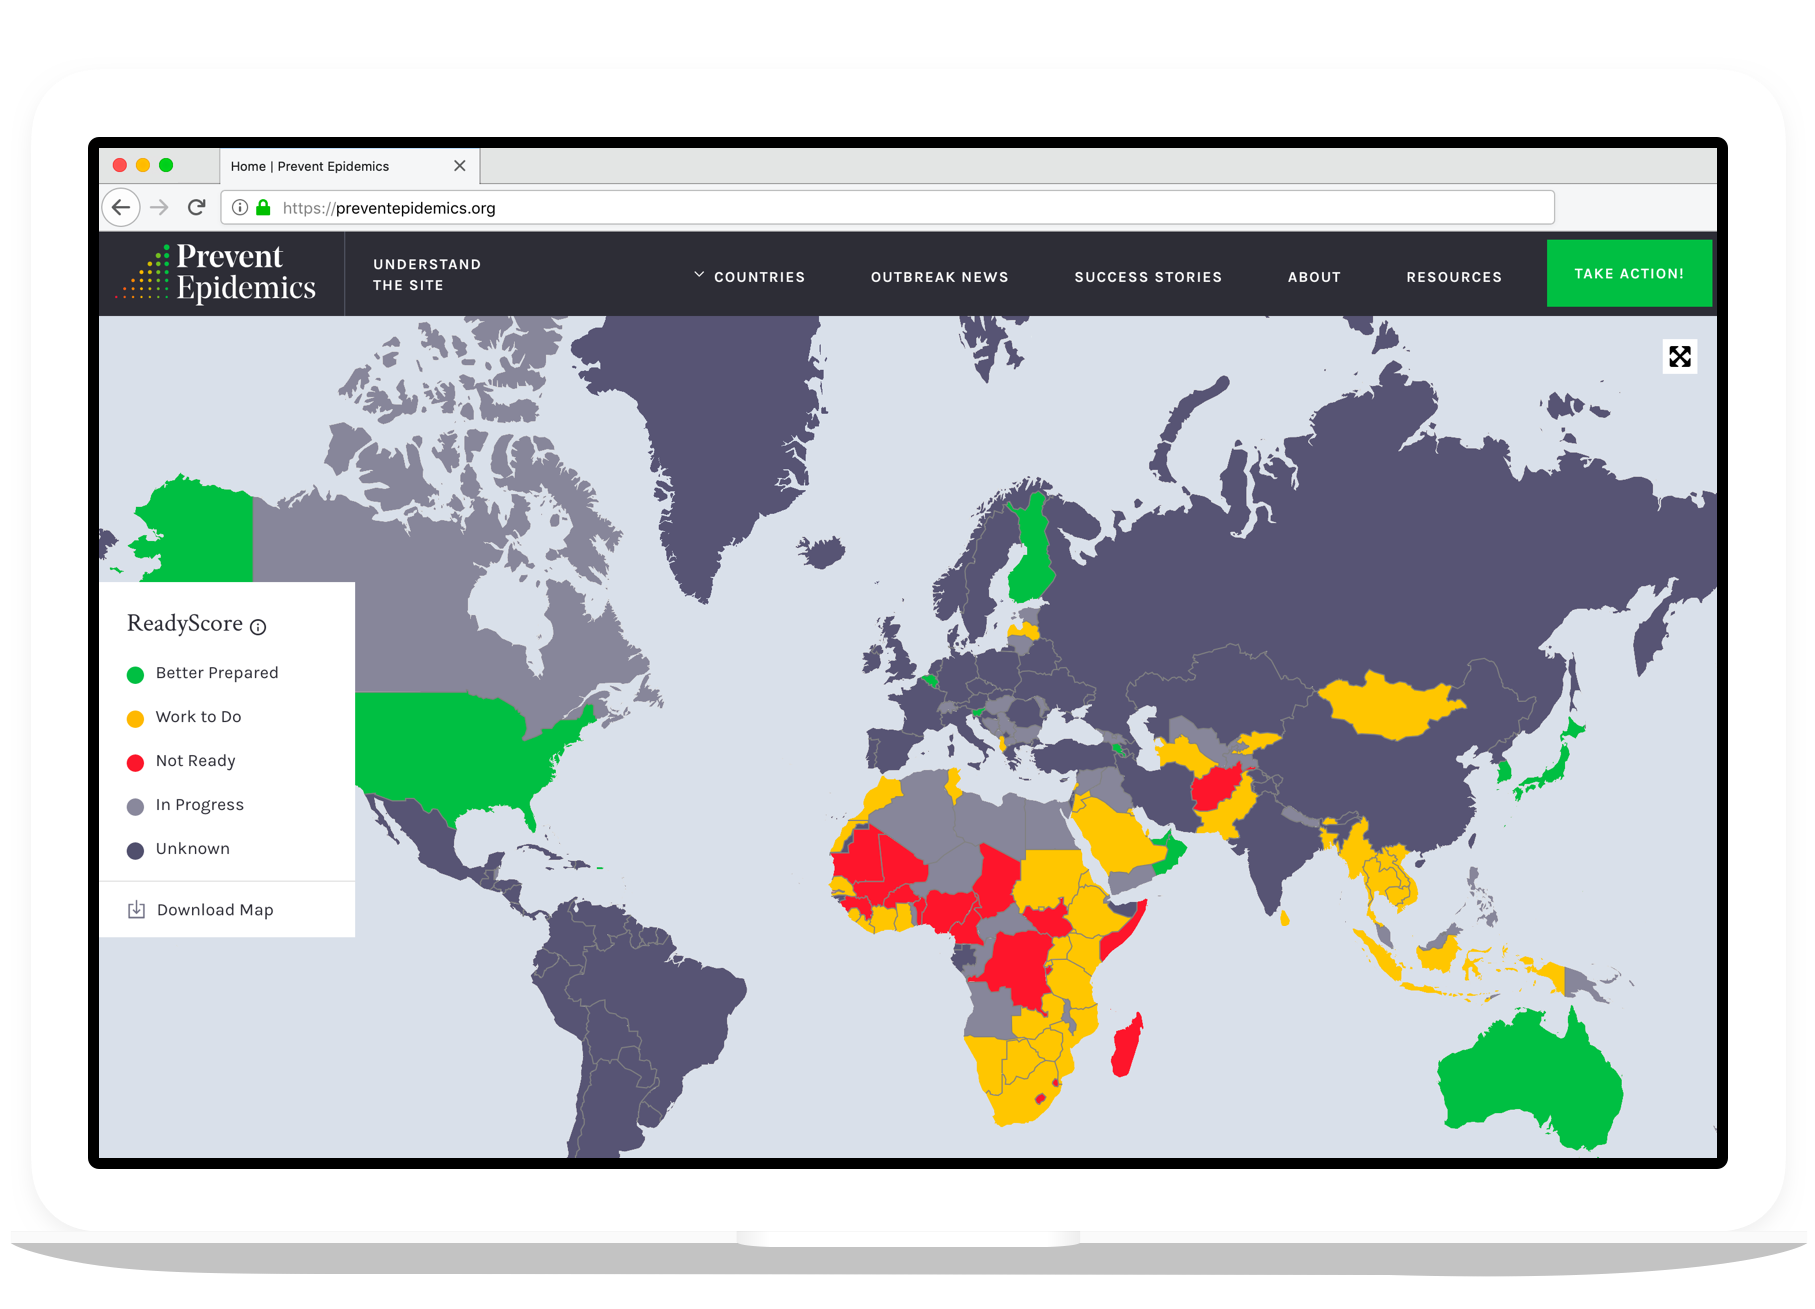 Home | Prevent Epidemics
https://preventepidemics.org
Prevent
Epidemics
UNDERSTAND
THE SITE
COUNTRIES
OUTBREAK NEWS
SUCCESS STORIES
ABOUT
RESOURCES
TAKE ACTION!
ReadyScore
Better Prepared
Work to Do
Not Ready
In Progress
Unknown
Download Map